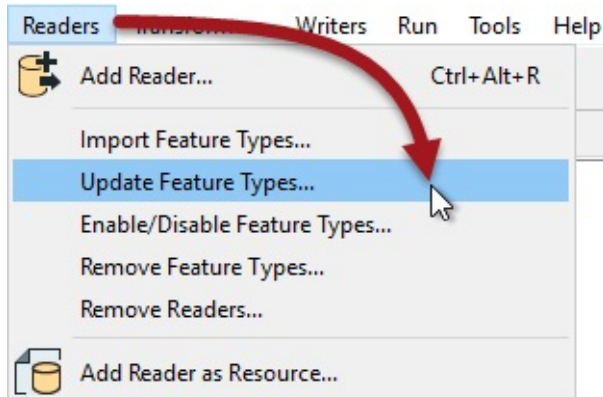 Readers Writers Run Tools Help
Add Reader... Ctrl+Alt+R
Import Feature Types...
Update Feature Types...
Enable/Disable Feature Types...
Remove Feature Types...
Remove Readers...
Add Reader as Resource...